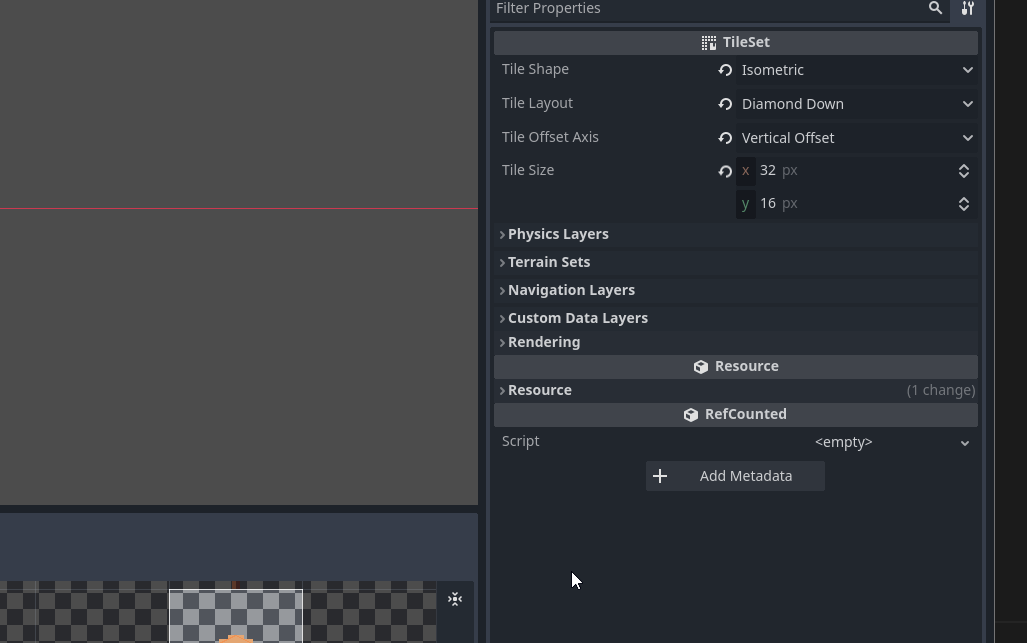 Filter Properties
TileSet
Tile Shape Isometric
Tile Layout Diamond Down
Tile Offset Axis Vertical Offset
Tile Size x 32 px
y 16 px
Physics Layers
Terrain Sets
Navigation Layers
Custom Data Layers
Rendering
Resource
Resource (1 change)
RefCounted
Script <empty>
Add Metadata